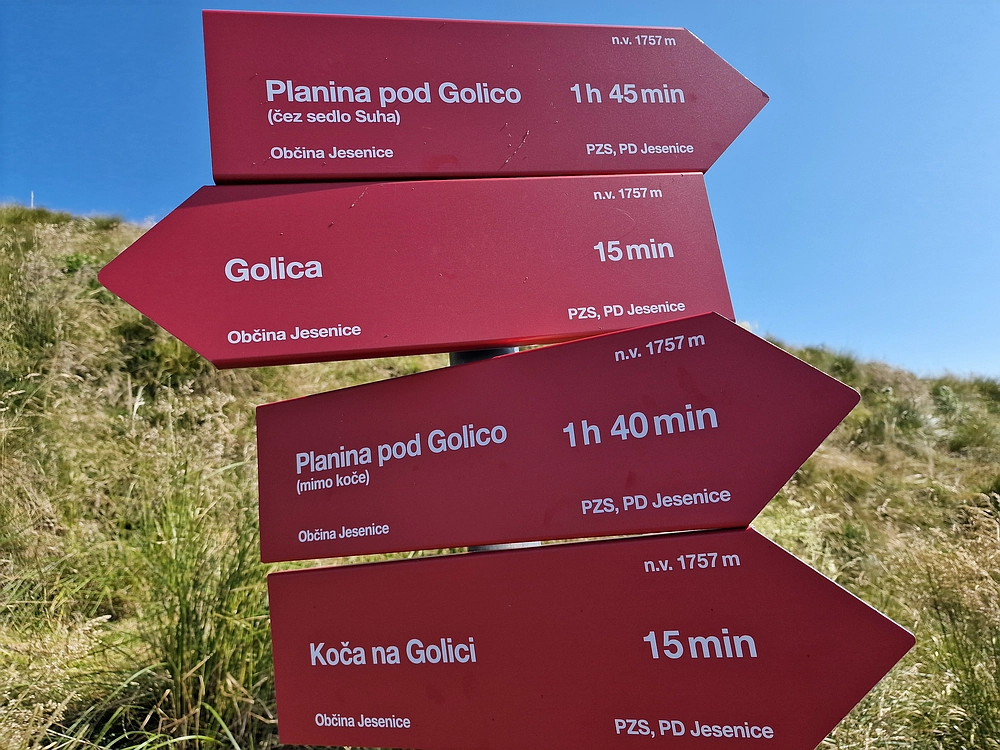 n.v. 1757 m
Planina pod Golico 1h 45 min
(čez sedlo Suha)
Občina Jesenice PZS, PD Jesenice
n.v. 1757 m
Golica 15 min
Občina Jesenice PZS, PD Jesenice
n.v. 1757 m
Planina pod Golico 1h 40 min
(mimo koče)
Občina Jesenice PZS, PD Jesenice
n.v. 1757 m
Koča na Golici 15 min
Občina Jesenice PZS, PD Jesenice